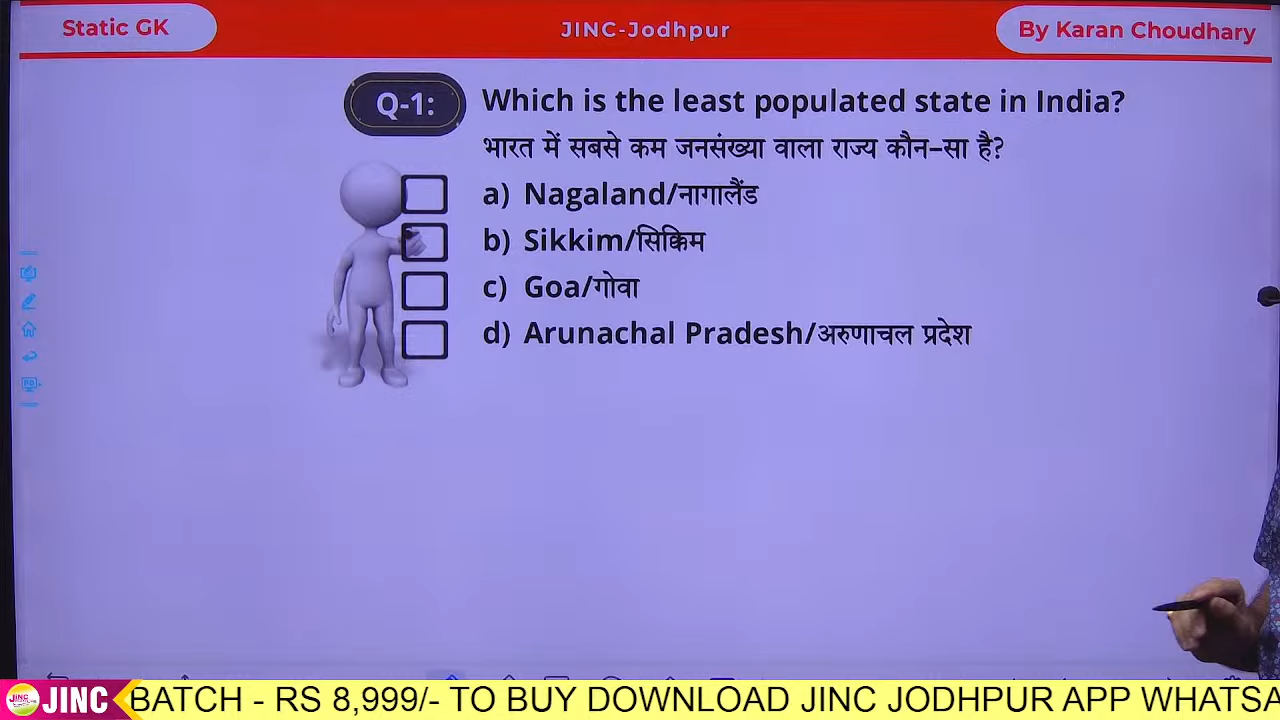 Static GK
JINC-Jodhpur
By Karan Choudhary
Q-1:
Which is the least populated state in India?
भारत में सबसे कम जनसंख्या वाला राज्य कौन–सा है?
a) Nagaland/नागालैंड
b) Sikkim/सिक्किम
c) Goa/गोवा
d) Arunachal Pradesh/अरुणाचल प्रदेश
JINC
BATCH - RS 8,999/- TO BUY DOWNLOAD JINC JODHPUR APP WHATSA